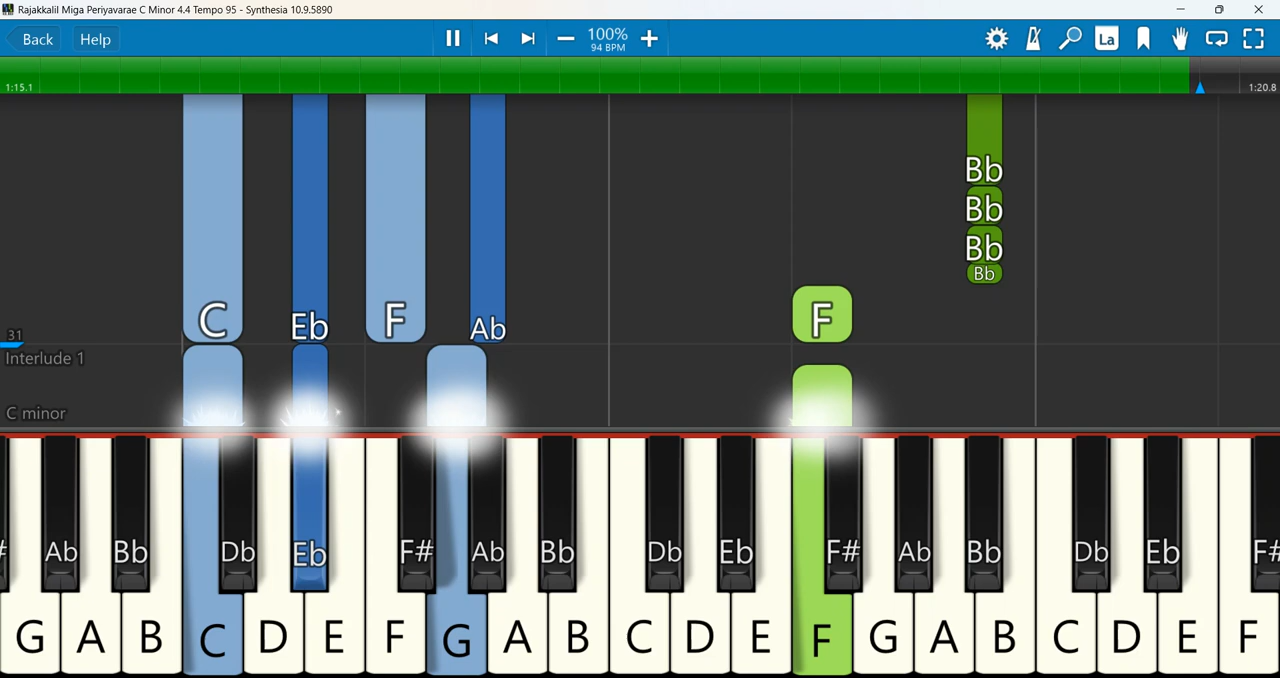 Rajakkalil Miga Periyavarae C Minor 4.4 Tempo 95 - Synthesia 10.9.5890
Back Help 100% La
94 BPM
1:15.1 1:20.8
Bb
Bb
Bb
Bb
C Eb F Ab F
31
Interlude 1
C minor
# Ab Bb Db Eb F# Ab Bb Db Eb F# Ab Bb Db Eb F#
G A B C D E F G A B C D E F G A B C D E F